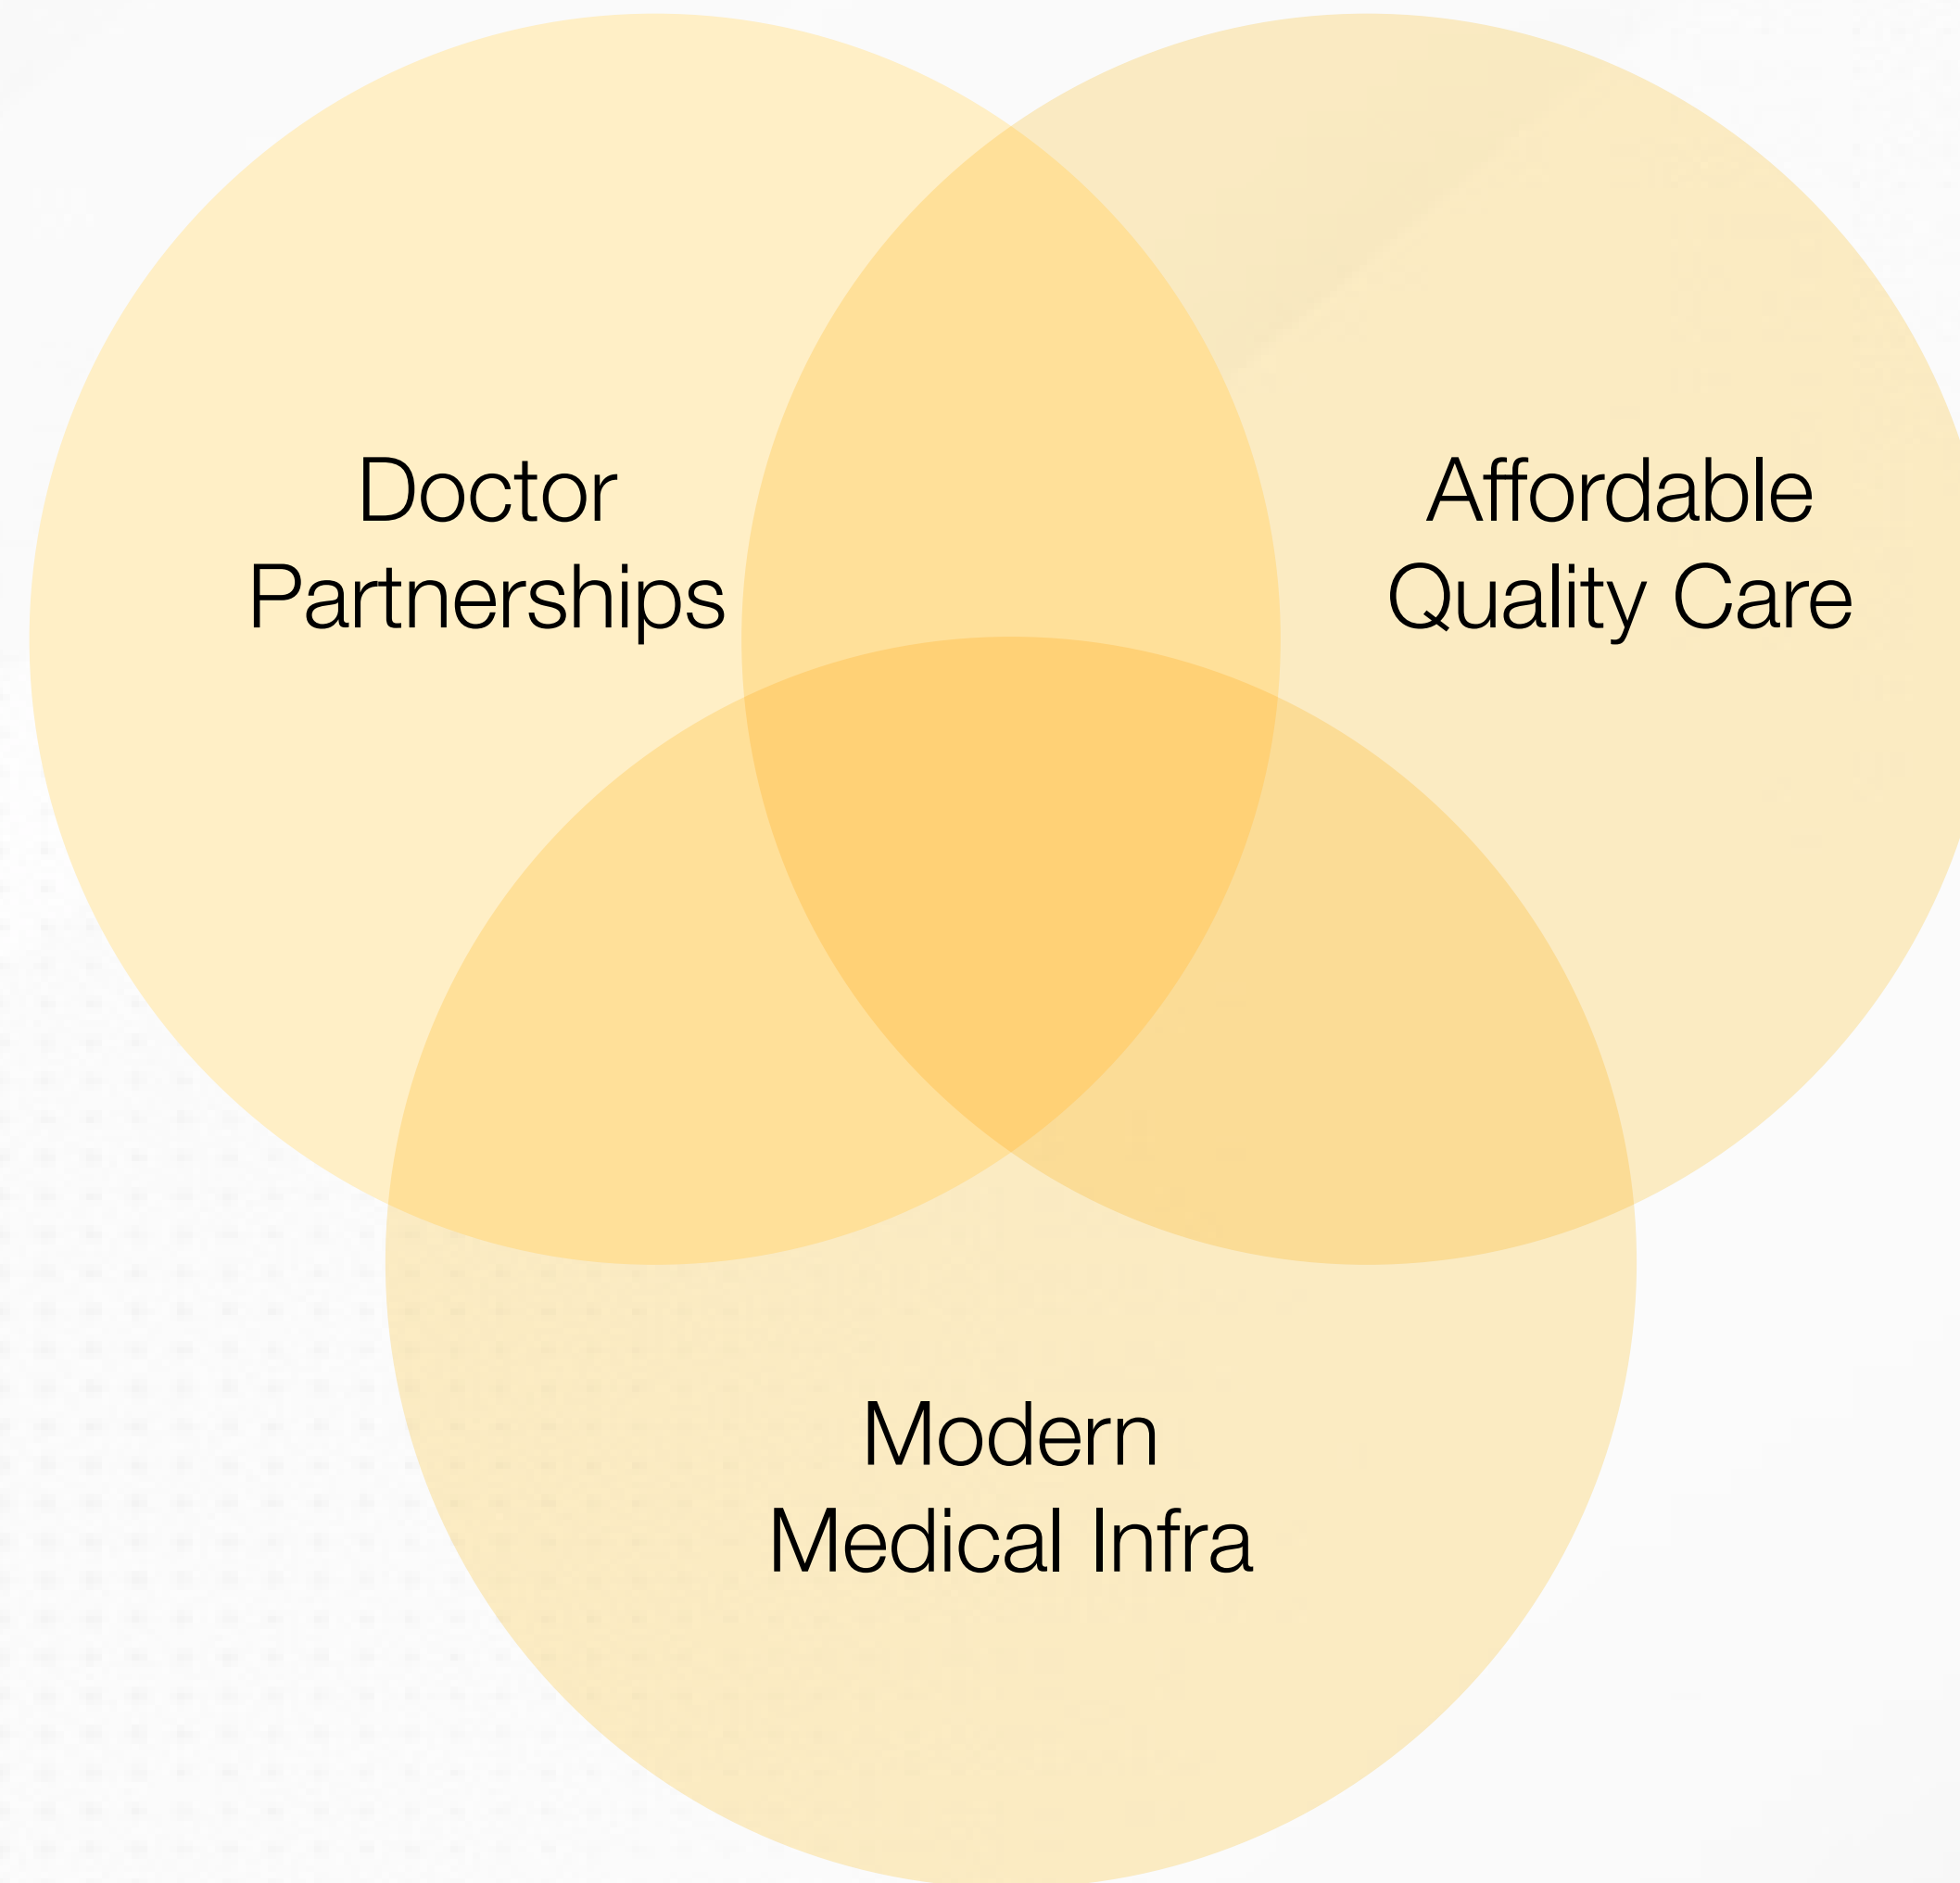 Doctor
Partnerships
Affordable
Quality Care
Modern
Medical Infra